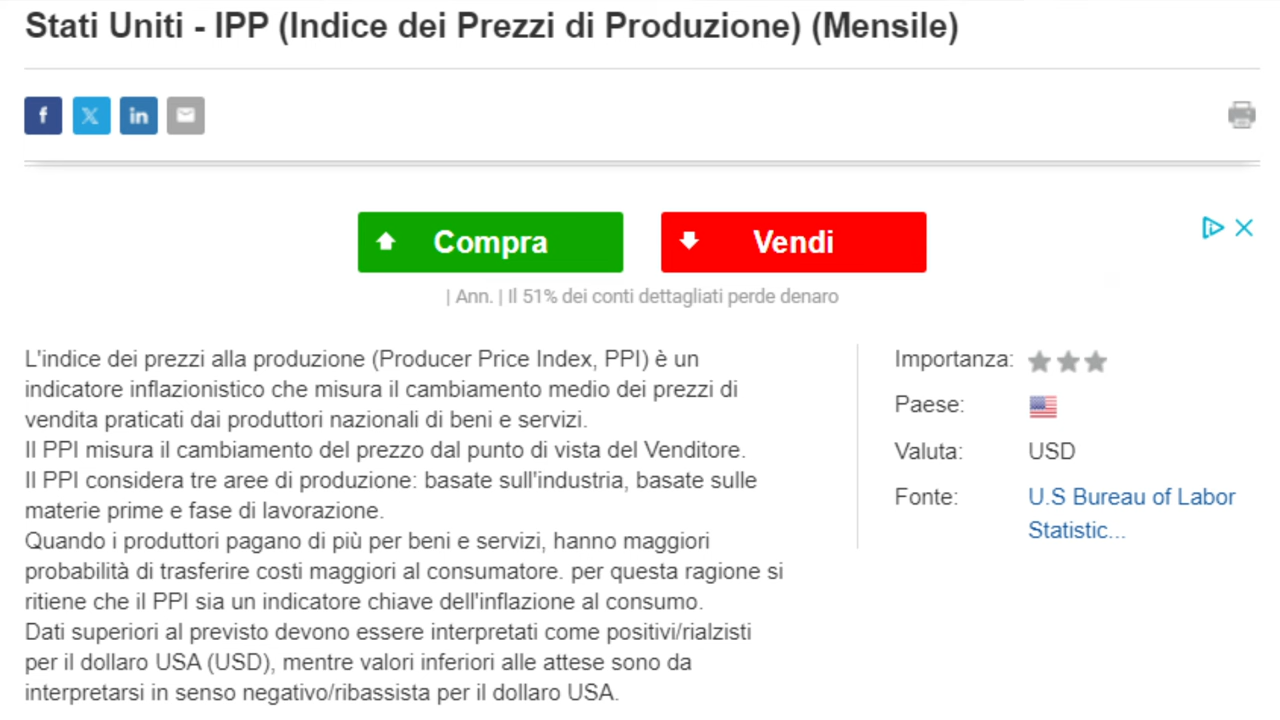 Stati Uniti - IPP (Indice dei Prezzi di Produzione) (Mensile)
Compra
Vendi
| Ann. | Il 51% dei conti dettagliati perde denaro
L'indice dei prezzi alla produzione (Producer Price Index, PPI) è un
indicatore inflazionistico che misura il cambiamento medio dei prezzi di
vendita praticati dai produttori nazionali di beni e servizi.
Il PPI misura il cambiamento del prezzo dal punto di vista del Venditore.
Il PPI considera tre aree di produzione: basate sull'industria, basate sulle
materie prime e fase di lavorazione.
Quando i produttori pagano di più per beni e servizi, hanno maggiori
probabilità di trasferire costi maggiori al consumatore. per questa ragione si
ritiene che il PPI sia un indicatore chiave dell'inflazione al consumo.
Dati superiori al previsto devono essere interpretati come positivi/rialzisti
per il dollaro USA (USD), mentre valori inferiori alle attese sono da
interpretarsi in senso negativo/ribassista per il dollaro USA.
Importanza:
Paese:
Valuta: USD
Fonte: U.S Bureau of Labor
Statistic...